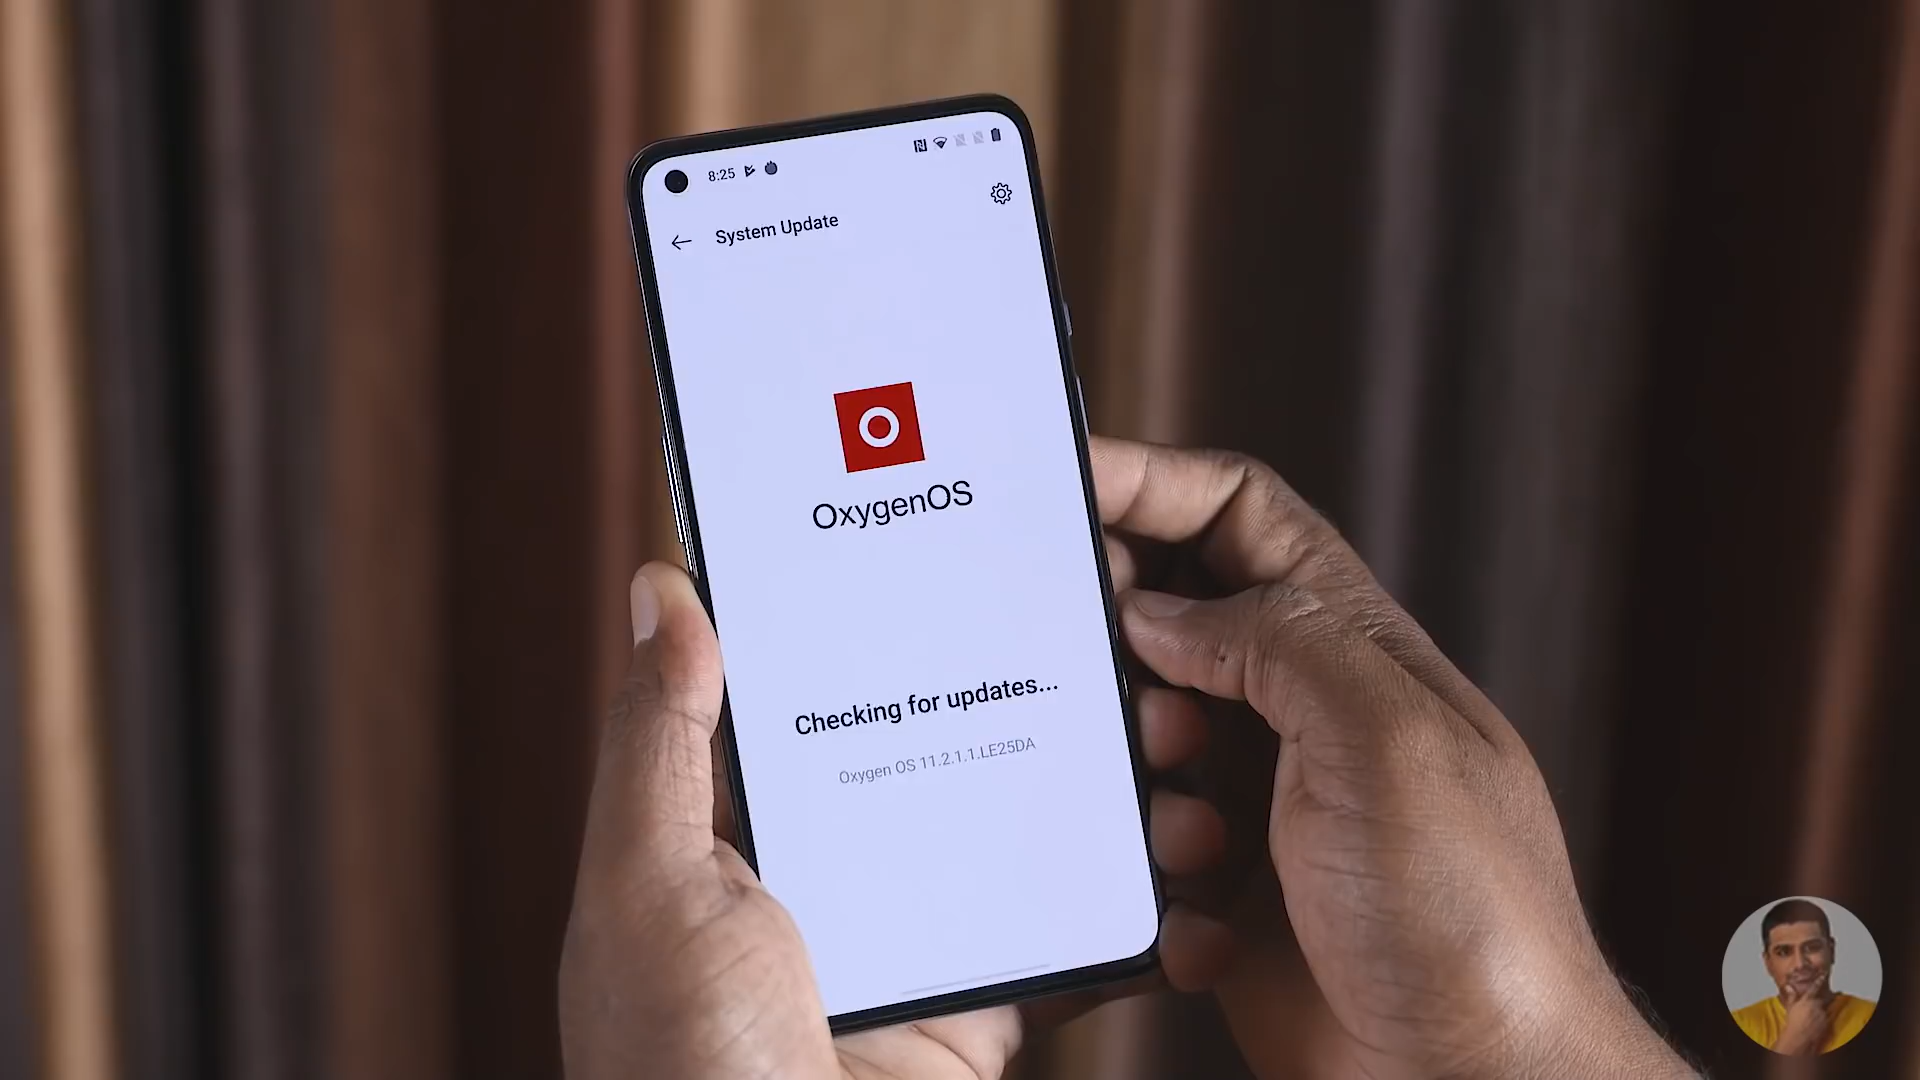 8:25
System Update
OxygenOS
Checking for updates...
Oxygen OS 11.2.1.1.LE25DA